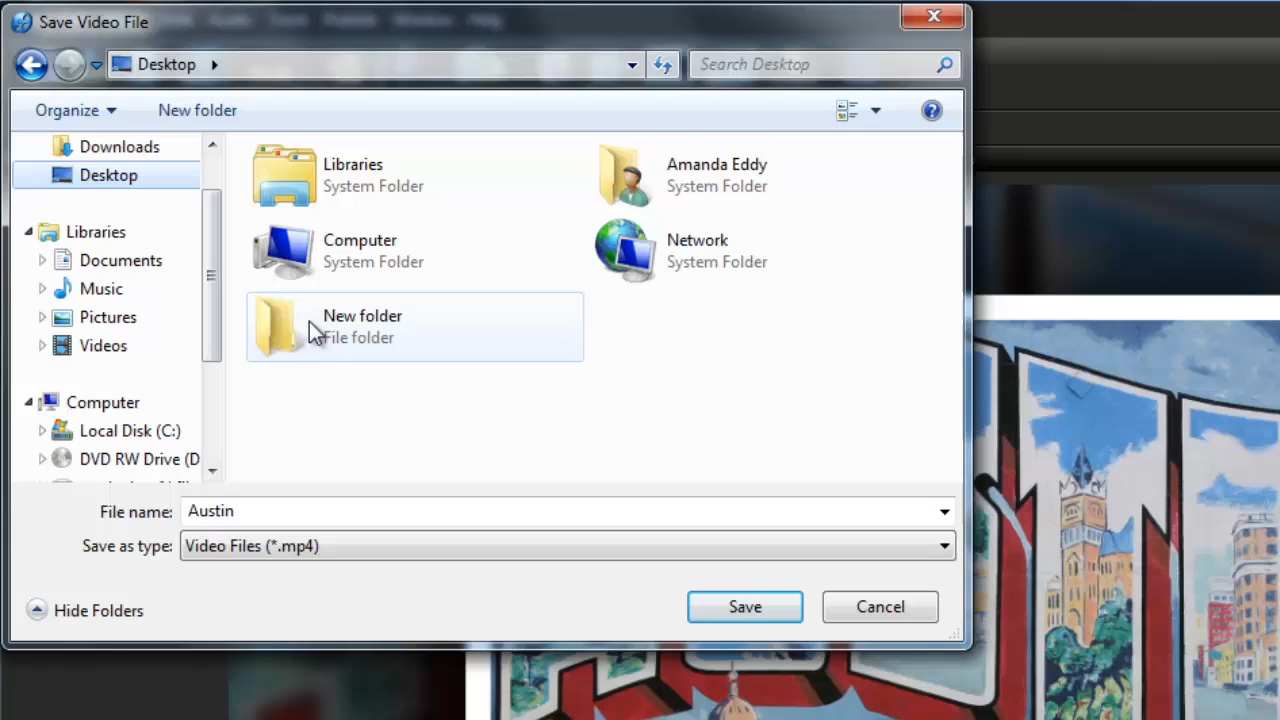 Save Video File
Desktop
Search Desktop
Organize
New folder
Downloads
Desktop
Libraries
Documents
Music
Pictures
Videos
Computer
Local Disk (C:)
DVD RW Drive (D
Libraries
System Folder
Amanda Eddy
System Folder
Computer
System Folder
Network
System Folder
New folder
File folder
File name:
Austin
Save as type:
Video Files (*.mp4)
Hide Folders
Save
Cancel